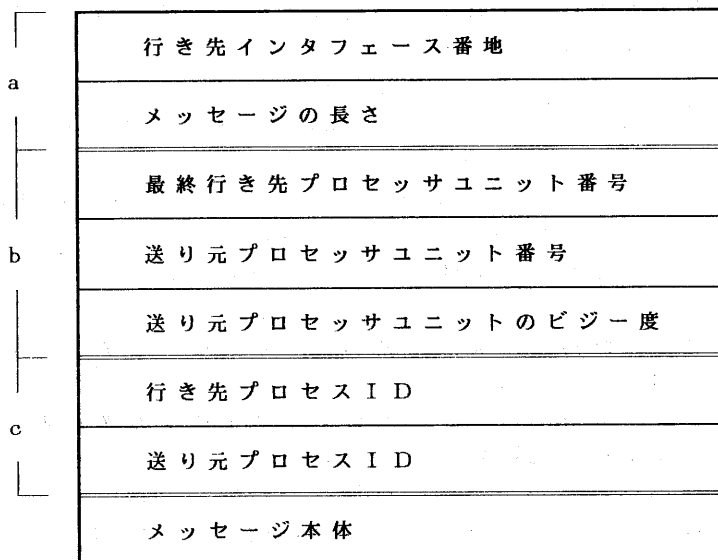 行き先インタフェース番地
a
メッセージの長さ
最終行き先プロセッサユニット番号
b
送り元プロセッサユニット番号
送り元プロセッサユニットのビジー度
行き先プロセスID
c
送り元プロセスID
メッセージ本体